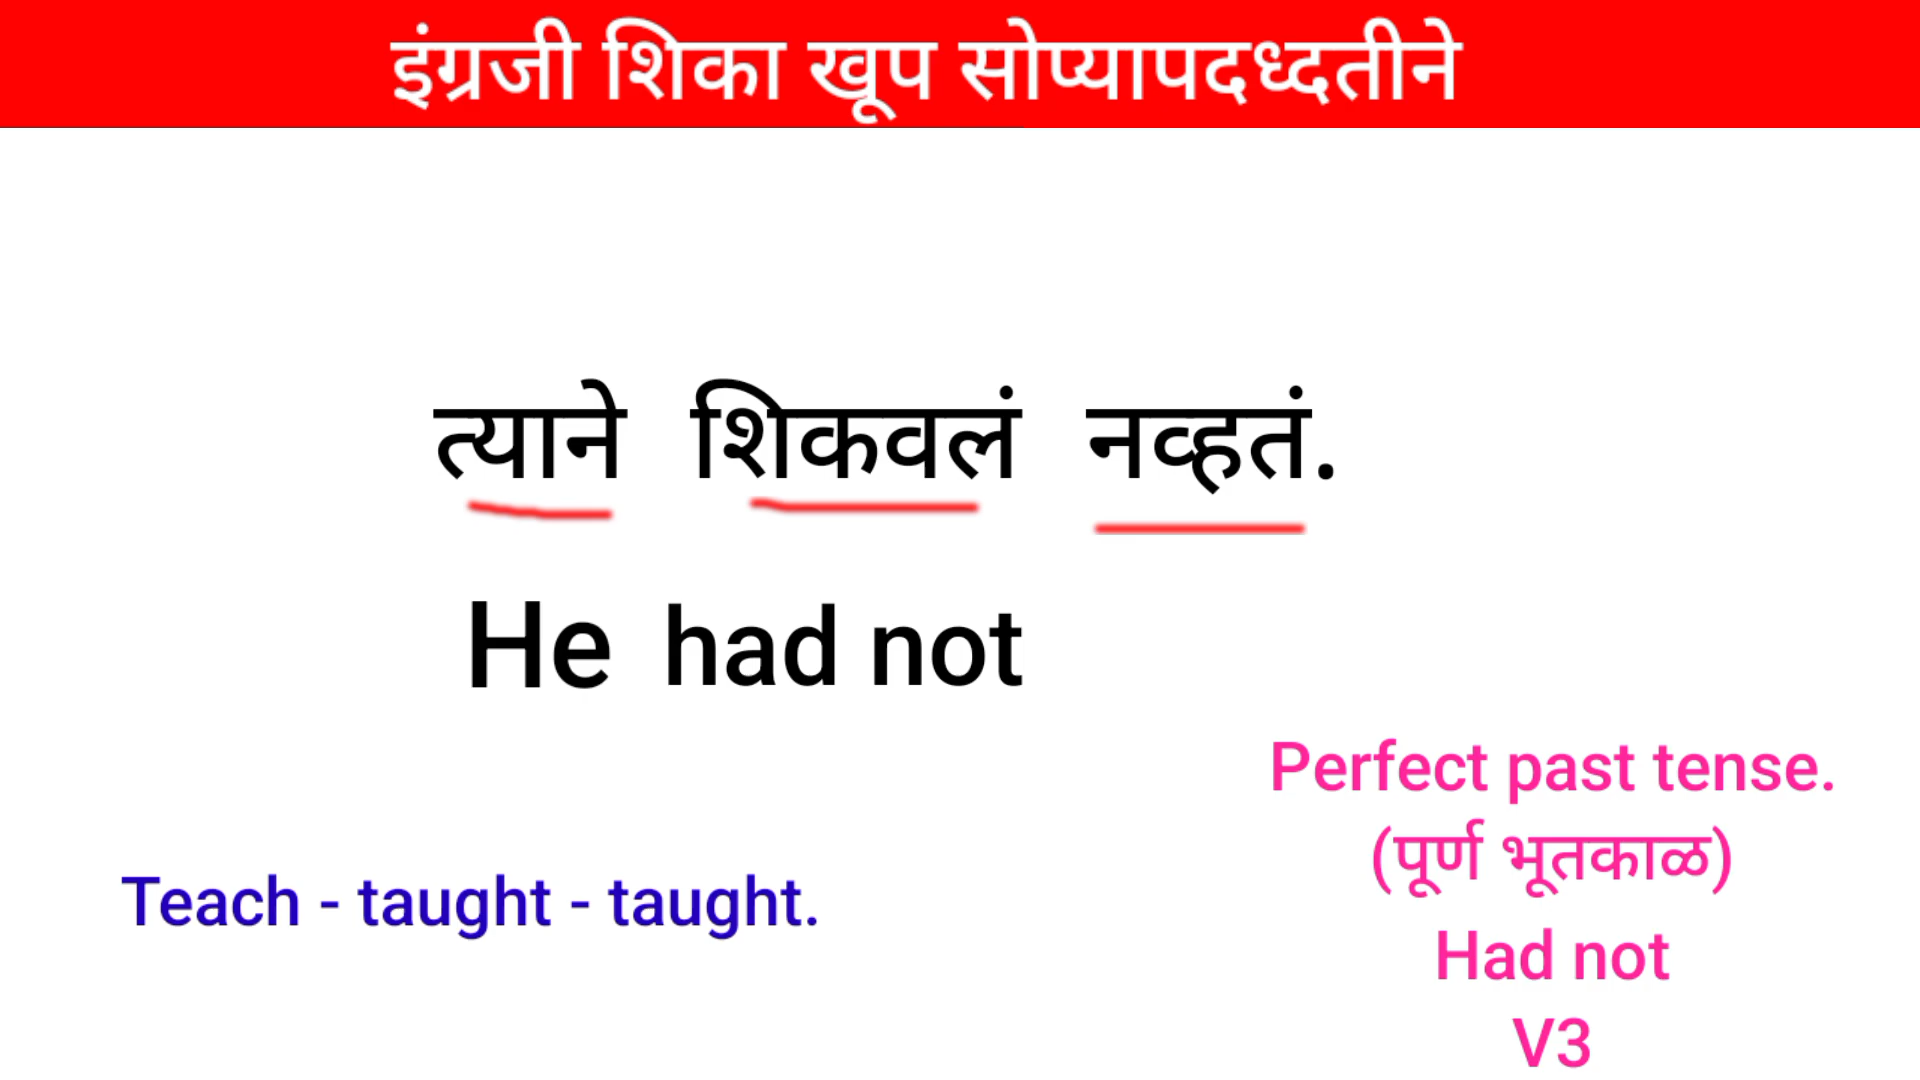 इंग्रजी शिका खूप सोप्यापदध्दतीने
त्याने शिकवलं नव्हतं.
He had not
Perfect past tense.
(पूर्ण भूतकाळ)
Teach - taught - taught.
Had not
V3